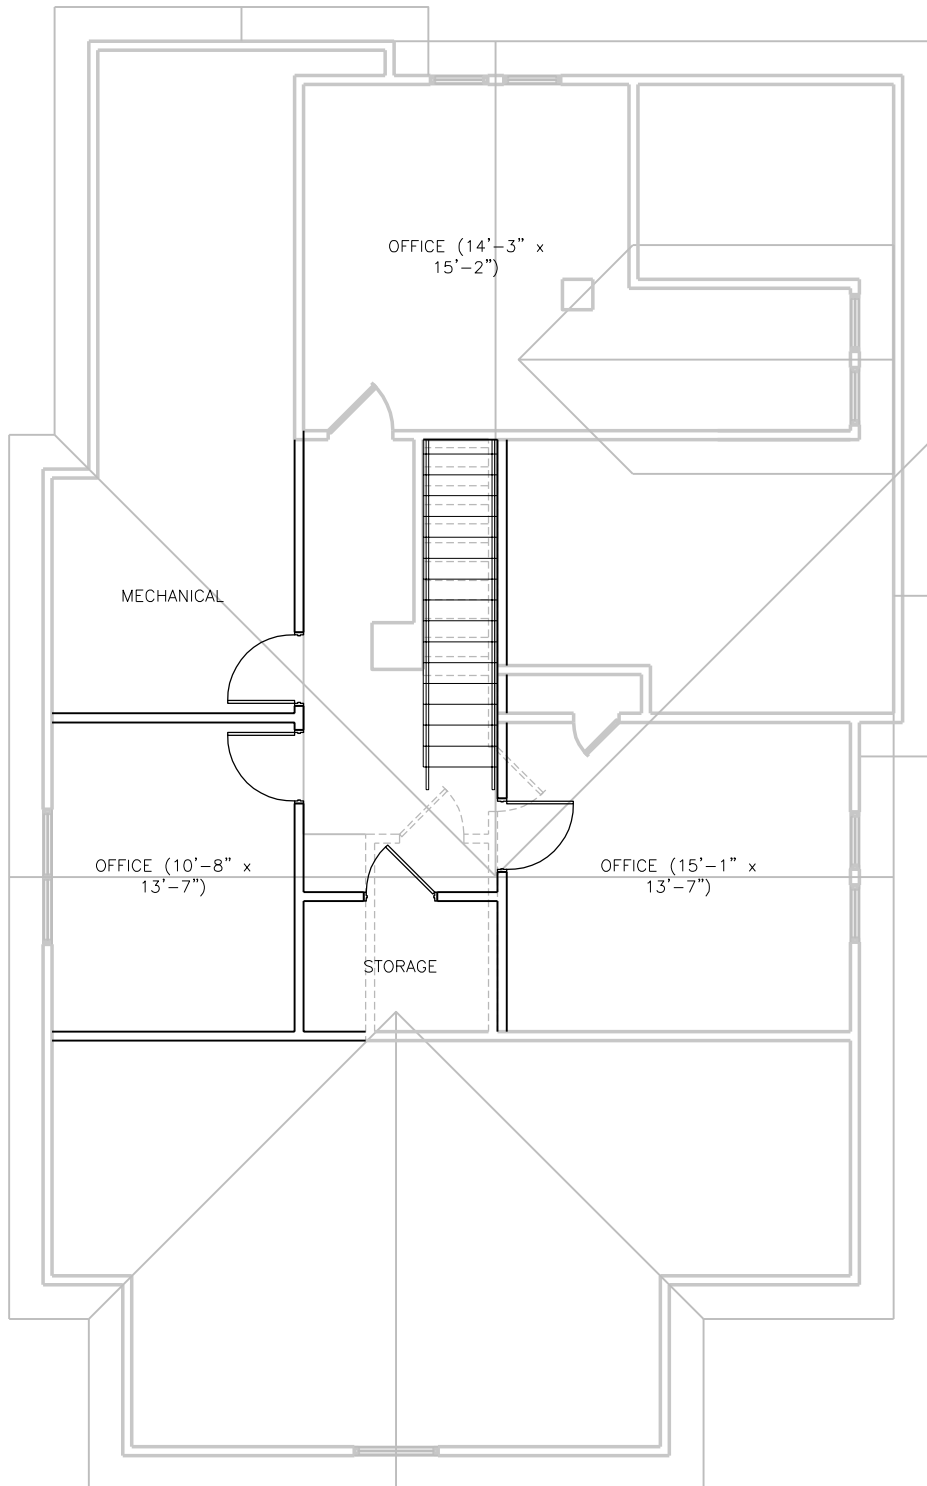 OFFICE (14'-3" x
15'-2")
MECHANICAL
OFFICE (10'-8" x
13'-7")
OFFICE (15'-1" x
13'-7")
STORAGE